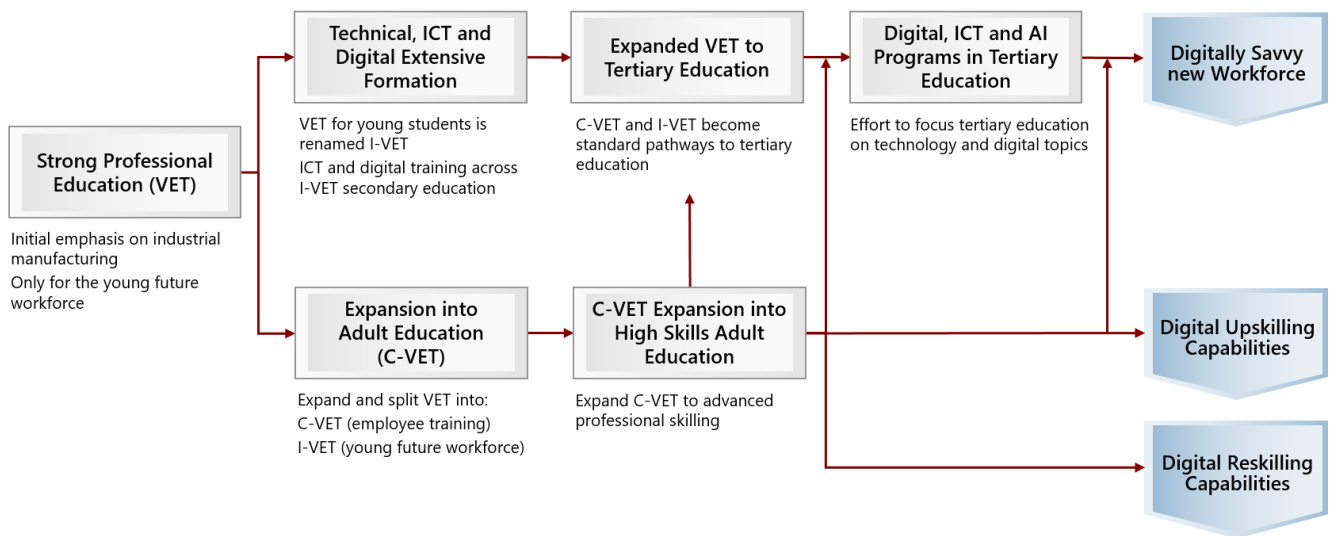 Technical, ICT and
Digital Extensive
Formation
Expanded VET to
Tertiary Education
Digital, ICT and AI
Programs in Tertiary
Education
Digitally Savvy
new Workforce
VET for young students is
renamed I-VET
ICT and digital training across
I-VET secondary education
C-VET and I-VET become
standard pathways to tertiary
education
Effort to focus tertiary education
on technology and digital topics
Strong Professional
Education (VET)
Initial emphasis on industrial
manufacturing
Only for the young future
workforce
Expansion into
Adult Education
(C-VET)
C-VET Expansion into
High Skills Adult
Education
Digital Upskilling
Capabilities
Expand and split VET into:
C-VET (employee training)
I-VET (young future workforce)
Expand C-VET to advanced
professional skilling
Digital Reskilling
Capabilities